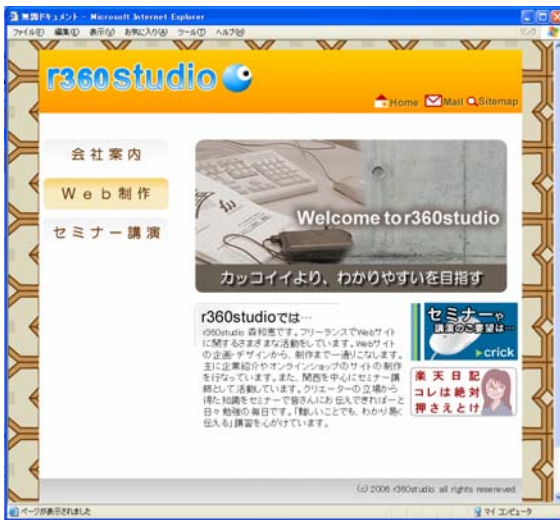 無題ドキュメント - Microsoft Internet Explorer
ファイル(F) 編集(E) 表示(V) お気に入り(A) ツール(T) ヘルプ(H)
リンク
r360studio
Home Mail Sitemap
会社案内
Web制作
セミナー講演
Welcome to r360studio
カッコイイより、わかりやすいを目指す
r360studioでは…
r360studio 森和恵です。フリーランスでWebサイト
に関するさまざまな活動をしています。Webサイト
の企画・デザインから、制作まで一通りこなします。
主に企業紹介やオンラインショップのサイトの制作
を行なっています。また、関西を中心にセミナー講
師として活動しています。クリエーターの立場から
得た知識をセミナーで皆さんにお伝えできればーと
日々勉強の毎日です。「難しいことでも、わかり易く
伝える」講習を心がけています。
セミナーや
講演のご要望は…
crick
楽天日記
コレは絶対
押さえとけ
(c) 2006 r360studio. all rights resereved.
ページが表示されました
マイ コンピュータ